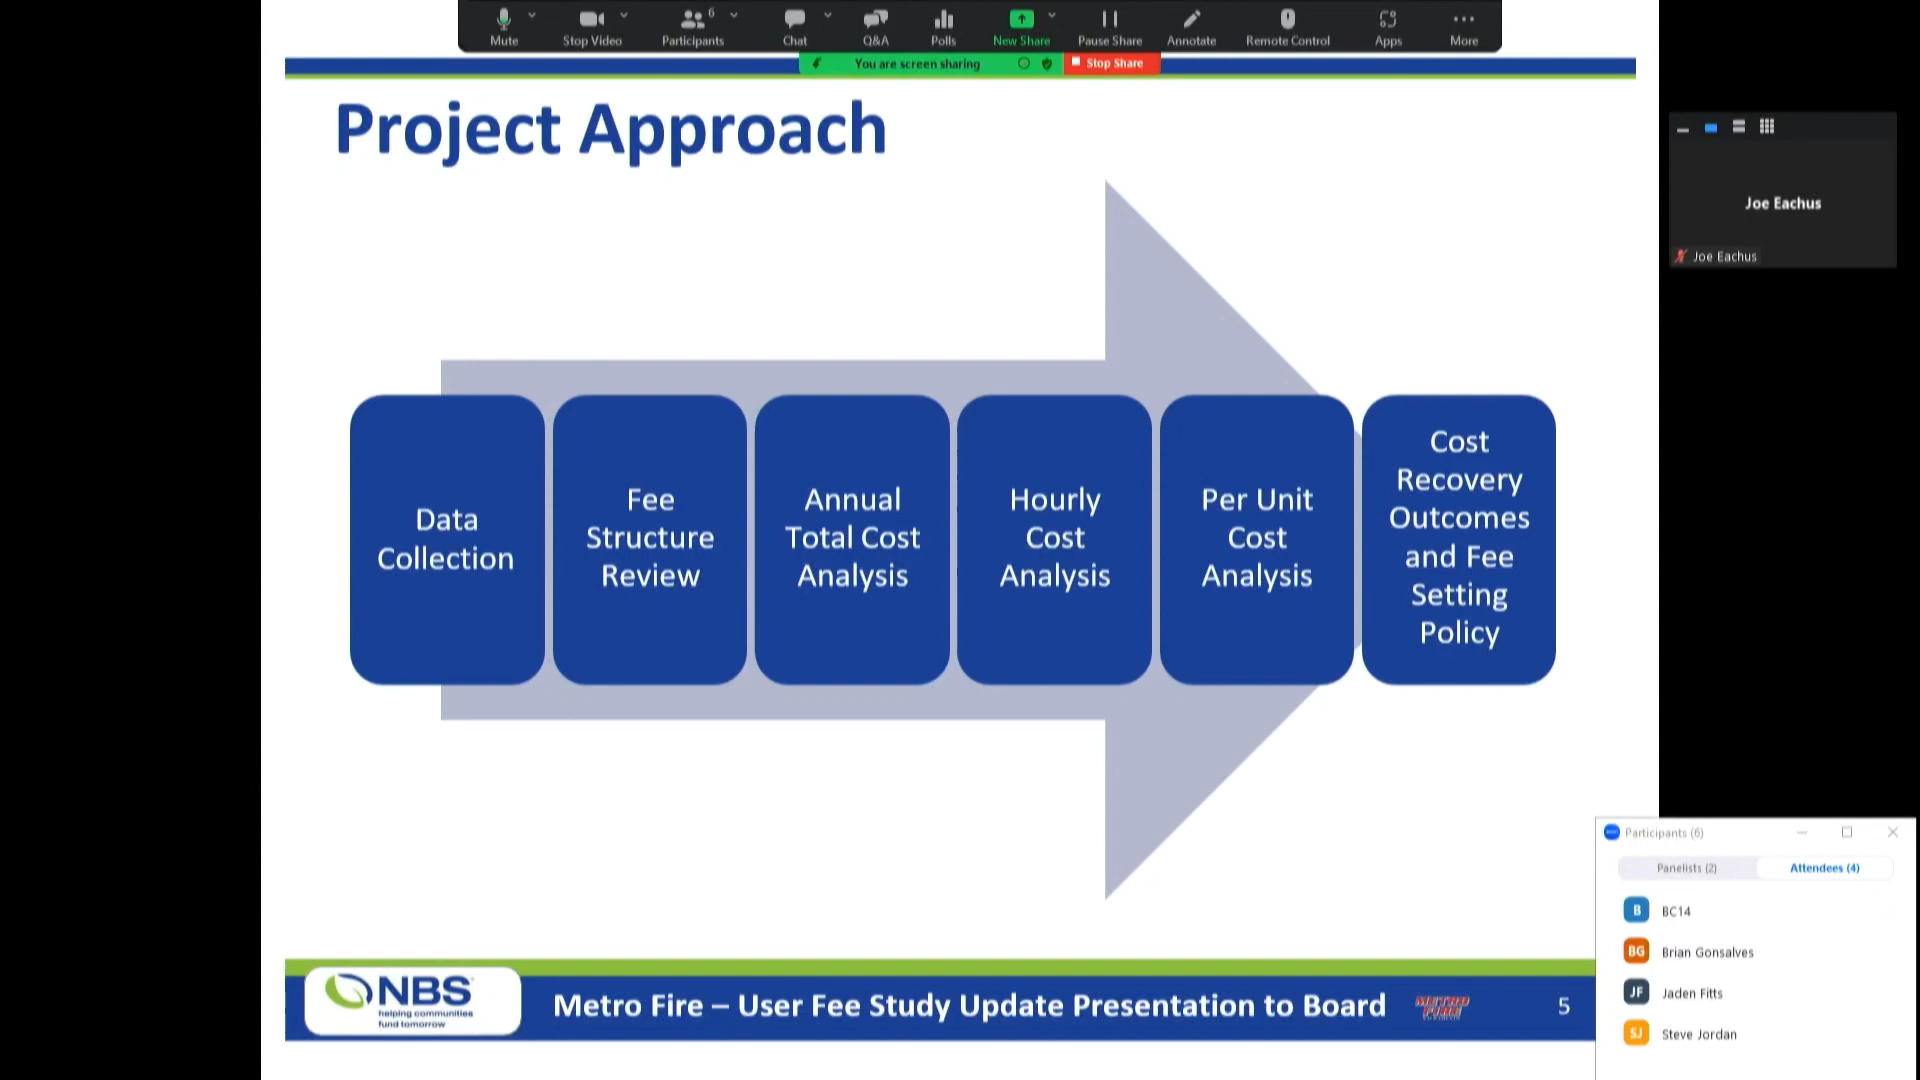 Mute
Stop Video
6
Participants
Chat
Q&A
Polls
New Share
Pause Share
Annotate
Remote Control
Apps
More
You are screen sharing
Stop Share
Project Approach
Joe Eachus
Joe Eachus
Data
Collection
Fee
Structure
Review
Annual
Total Cost
Analysis
Hourly
Cost
Analysis
Per Unit
Cost
Analysis
Cost
Recovery
Outcomes
and Fee
Setting
Policy
Participants (6)
Panelists (2)
Attendees (4)
B BC14
BG Brian Gonsalves
JF Jaden Fitts
SJ Steve Jordan
NBS
helping communities
fund tomorrow
Metro Fire – User Fee Study Update Presentation to Board
METRO
FIRE
5